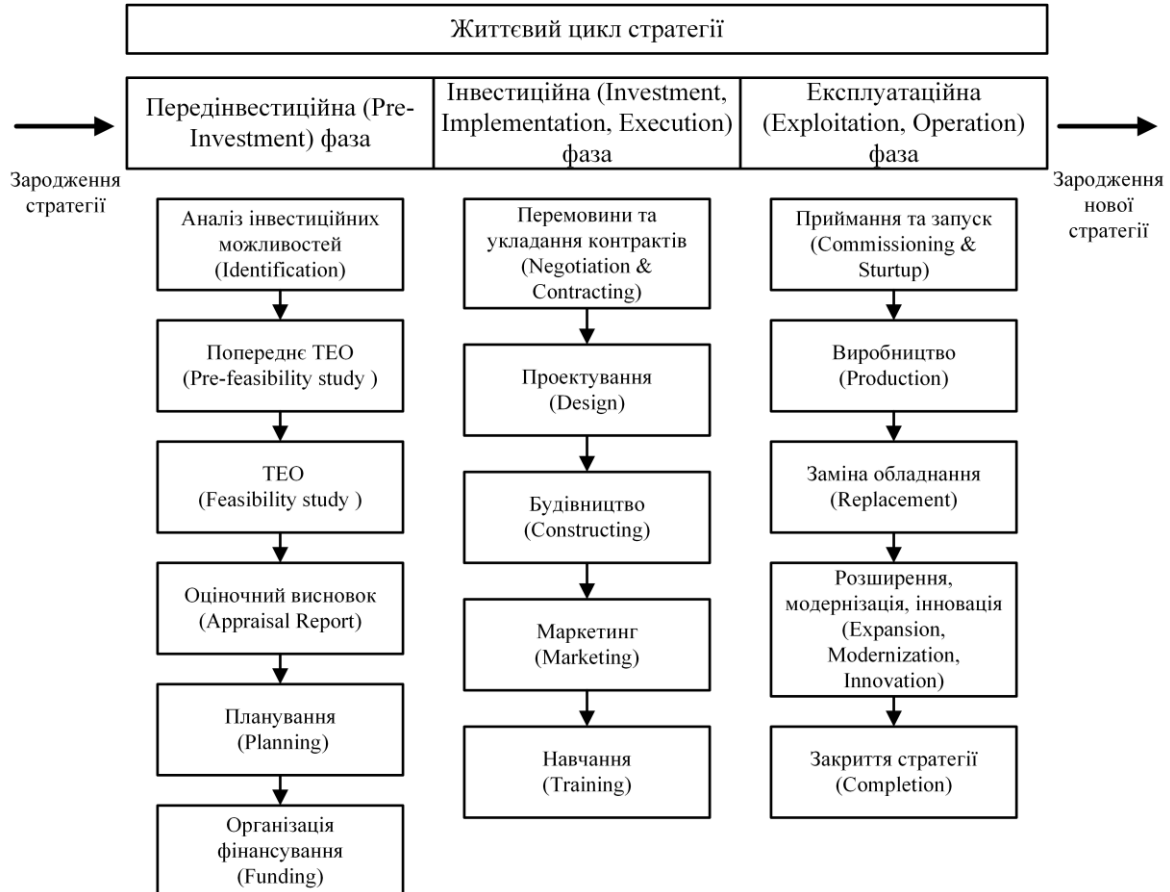 Життєвий цикл стратегії
Передінвестиційна (Pre-
Investment) фаза
Інвестиційна (Investment,
Implementation, Execution)
фаза
Експлуатаційна
(Exploitation, Operation)
фаза
Зародження
стратегії
Зародження
нової
стратегії
Аналіз інвестиційних
можливостей
(Identification)
Попереднє ТЕО
(Pre-feasibility study )
ТЕО
(Feasibility study )
Оціночний висновок
(Appraisal Report)
Планування
(Planning)
Організація
фінансування
(Funding)
Перемовини та
укладання контрактів
(Negotiation &
Contracting)
Проектування
(Design)
Будівництво
(Constructing)
Маркетинг
(Marketing)
Навчання
(Training)
Приймання та запуск
(Commissioning &
Sturtup)
Виробництво
(Production)
Заміна обладнання
(Replacement)
Розширення,
модернізація, інновація
(Expansion,
Modernization,
Innovation)
Закриття стратегії
(Completion)